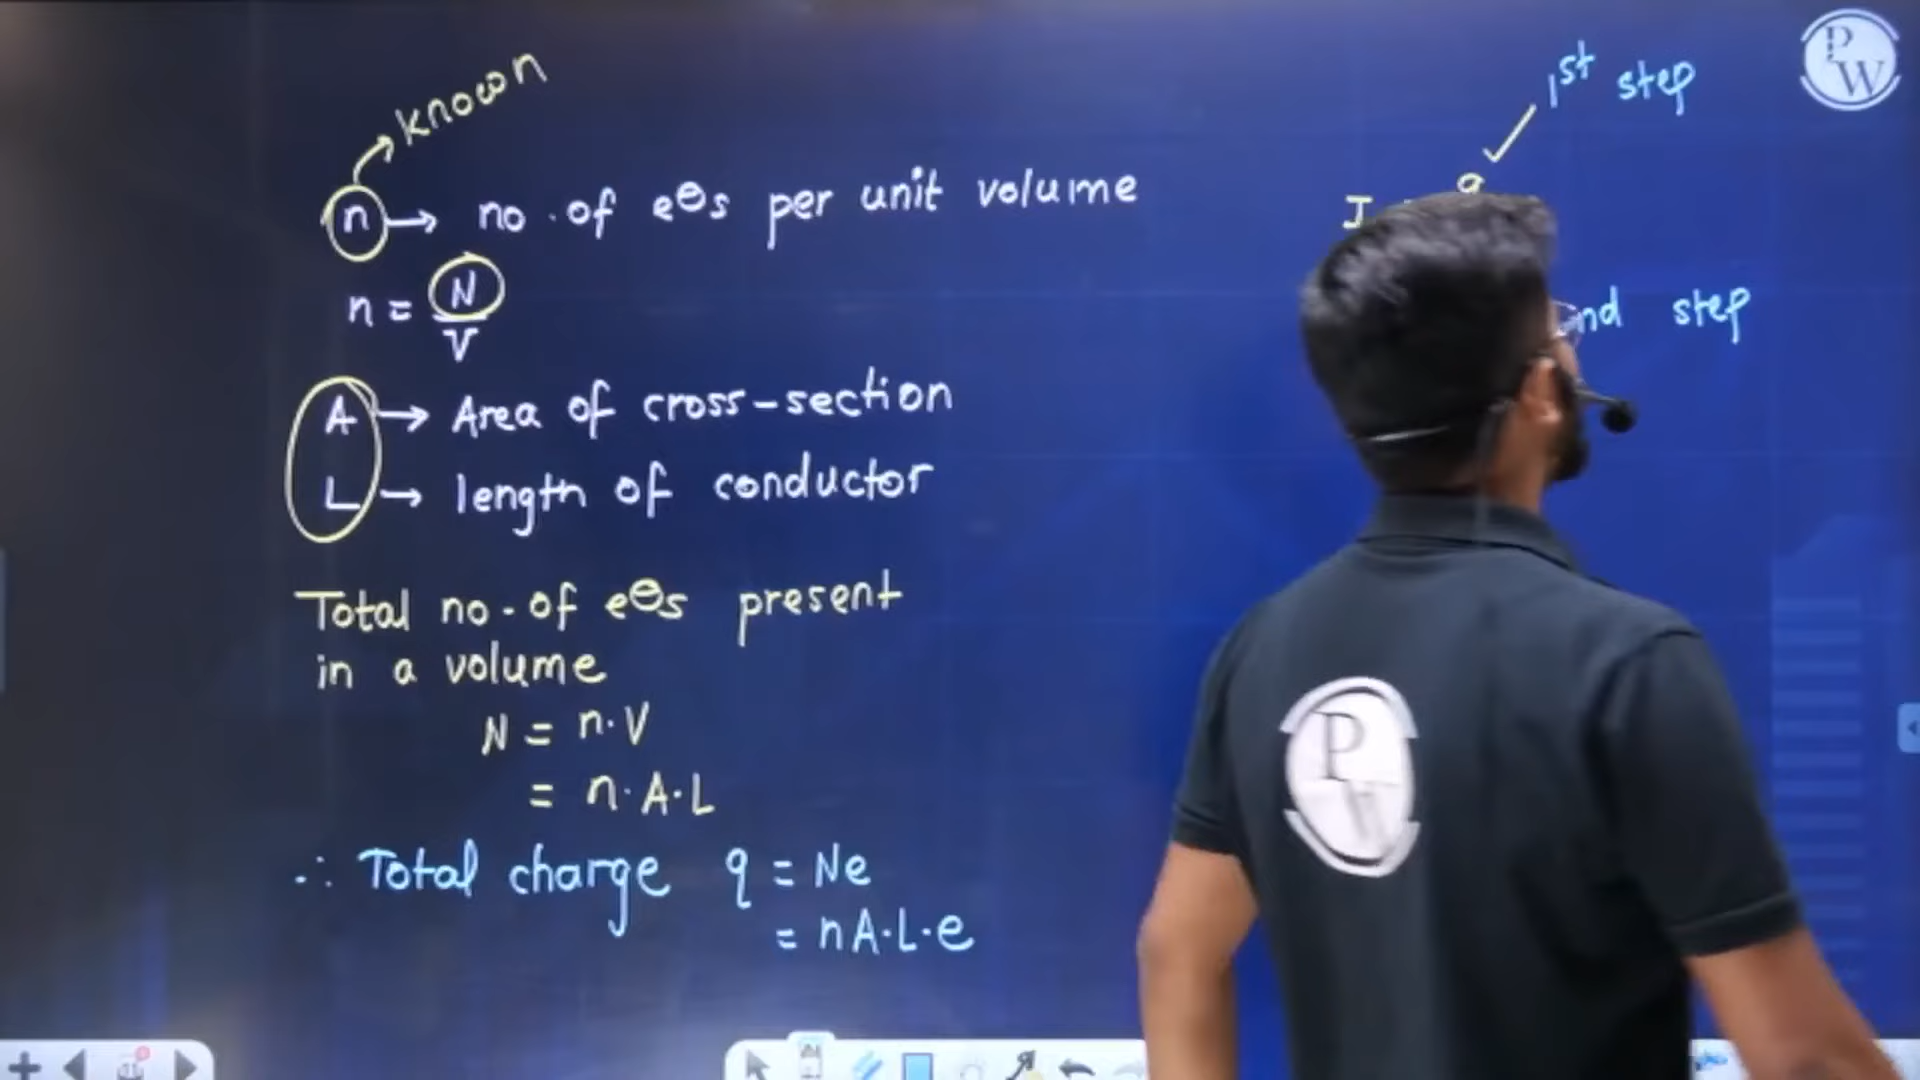 known
n → no. of e⊖s per unit volume
n = N/V
A → Area of cross-section
L → length of conductor
Total no. of e⊖s present
in a volume
N = n·V
= n·A·L
∴ Total charge q = Ne
= nA·L·e
1st step
I q
nd step
PW
PW